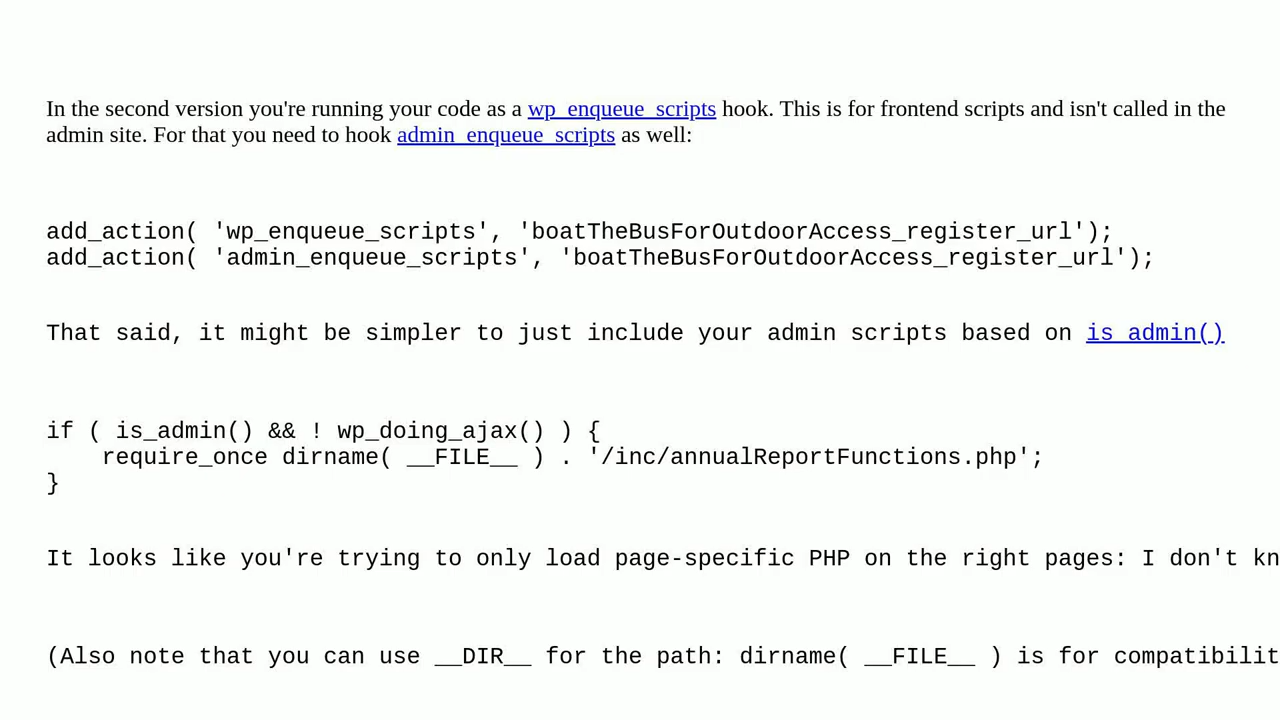 In the second version you're running your code as a wp_enqueue_scripts hook. This is for frontend scripts and isn't called in the
admin site. For that you need to hook admin_enqueue_scripts as well:
add_action( 'wp_enqueue_scripts', 'boatTheBusForOutdoorAccess_register_url');
add_action( 'admin_enqueue_scripts', 'boatTheBusForOutdoorAccess_register_url');
That said, it might be simpler to just include your admin scripts based on is_admin()
if ( is_admin() && ! wp_doing_ajax() ) {
    require_once dirname( __FILE__ ) . '/inc/annualReportFunctions.php';
}
It looks like you're trying to only load page-specific PHP on the right pages: I don't
(Also note that you can use __DIR__ for the path: dirname( __FILE__ ) is for